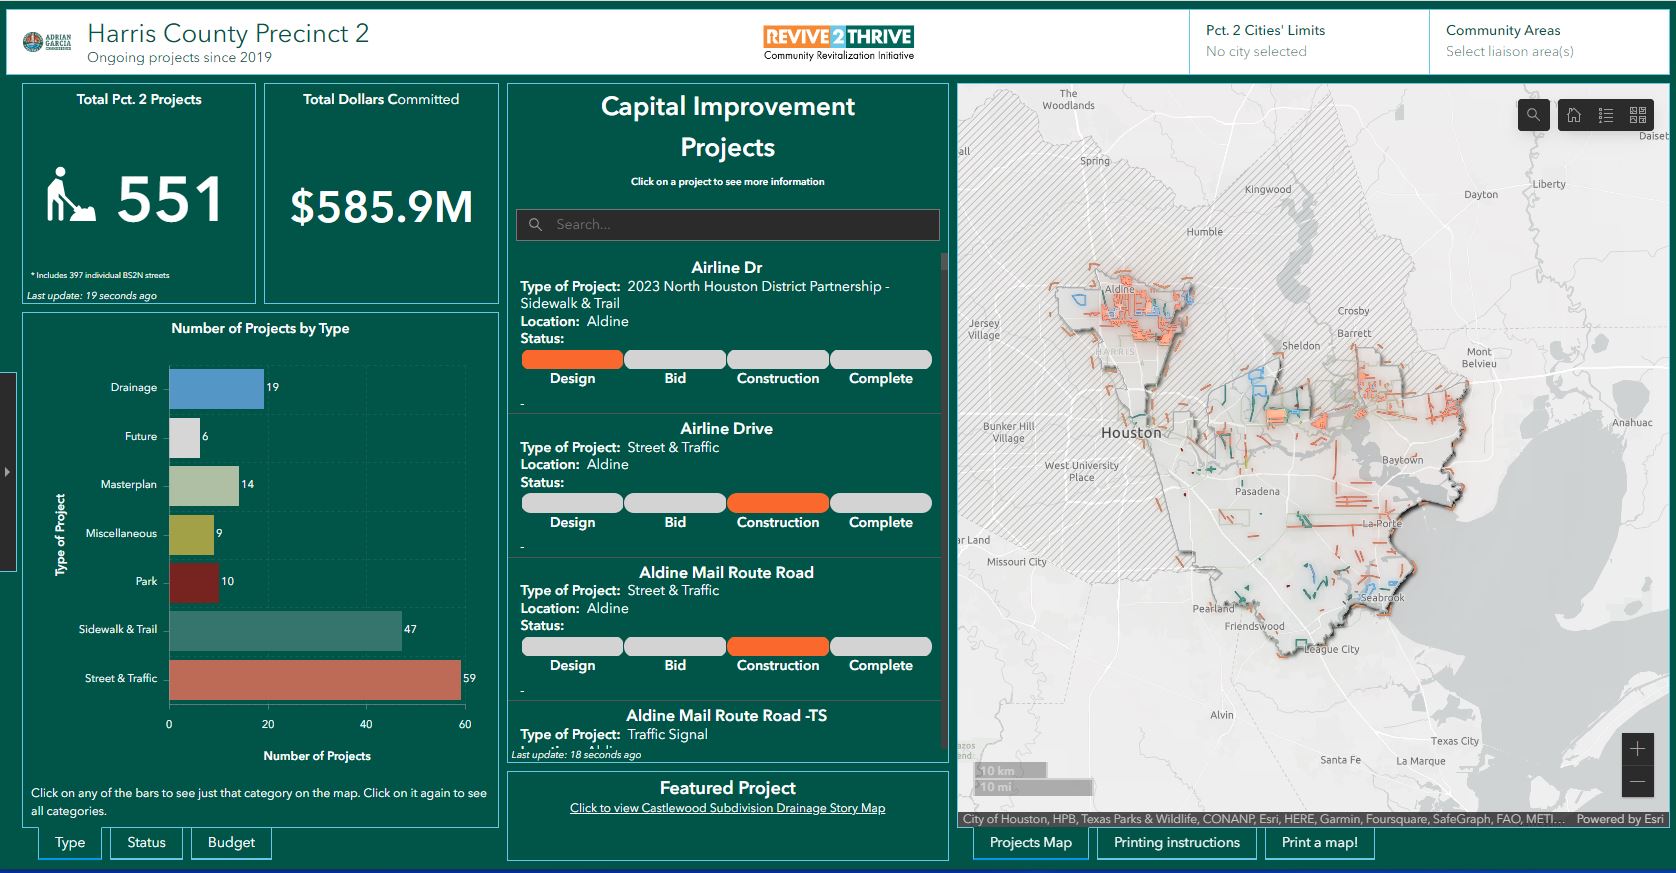 ADRIAN
GARCIA
Harris County Precinct 2
Ongoing projects since 2019
REVIVE2THRIVE
Community Revitalization Initiative
Pct. 2 Cities' Limits
No city selected
Community Areas
Select liaison area(s)
Total Pct. 2 Projects
551
* Includes 397 individual BS2N streets
Last update: 19 seconds ago
Total Dollars Committed
$585.9M
Number of Projects by Type
Type of Project
Drainage 19
Future 6
Masterplan 14
Miscellaneous 9
Park 10
Sidewalk & Trail 47
Street & Traffic 59
0 20 40 60
Number of Projects
Click on any of the bars to see just that category on the map. Click on it again to see
all categories.
Type Status Budget
Capital Improvement
Projects
Click on a project to see more information
Search...
Airline Dr
Type of Project: 2023 North Houston District Partnership -
Sidewalk & Trail
Location: Aldine
Status:
Design Bid Construction Complete
-
Airline Drive
Type of Project: Street & Traffic
Location: Aldine
Status:
Design Bid Construction Complete
-
Aldine Mail Route Road
Type of Project: Street & Traffic
Location: Aldine
Status:
Design Bid Construction Complete
-
Aldine Mail Route Road -TS
Type of Project: Traffic Signal
Last update: 18 seconds ago
Featured Project
Click to view Castlewood Subdivision Drainage Story Map
The
Woodlands
Daiset
all
Spring
Kingwood
Dayton
Liberty
Humble
Aldine
Crosby
Jersey
Village
Barrett
Sheldon
HARRIS
Mont
Belvieu
Bunker Hill
Village
Houston
Anahuac
West University
Place
Baytown
Pasadena
La Porte
ar Land
Missouri City
Seabrook
Pearland
Friendswood
League City
Alvin
Texas City
azos
end
Santa Fe
La Marque
10 km
10 mi
City of Houston, HPB, Texas Parks & Wildlife, CONANP, Esri, HERE, Garmin, Foursquare, SafeGraph, FAO, METI... Powered by Esri
Projects Map Printing instructions Print a map!